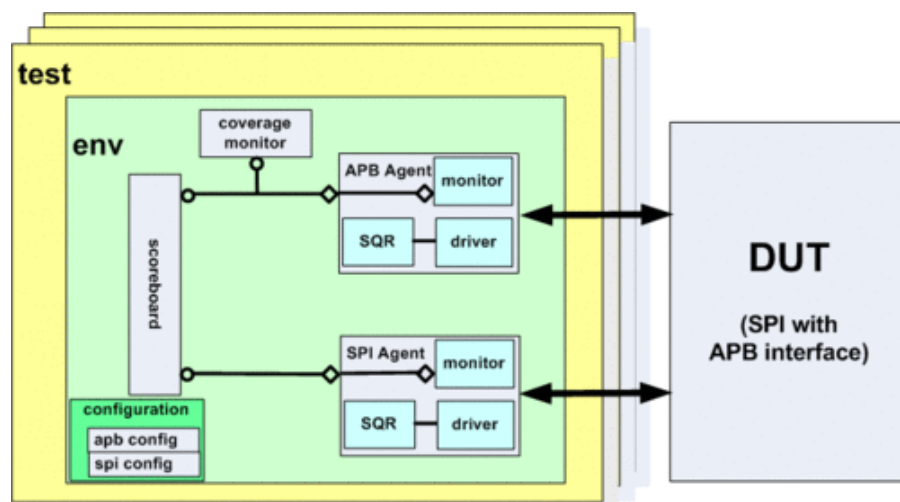 test
env
coverage
monitor
APB Agent
monitor
SQR
driver
scoreboard
SPI Agent
monitor
SQR
driver
configuration
apb config
spi config
DUT
(SPI with
APB interface)